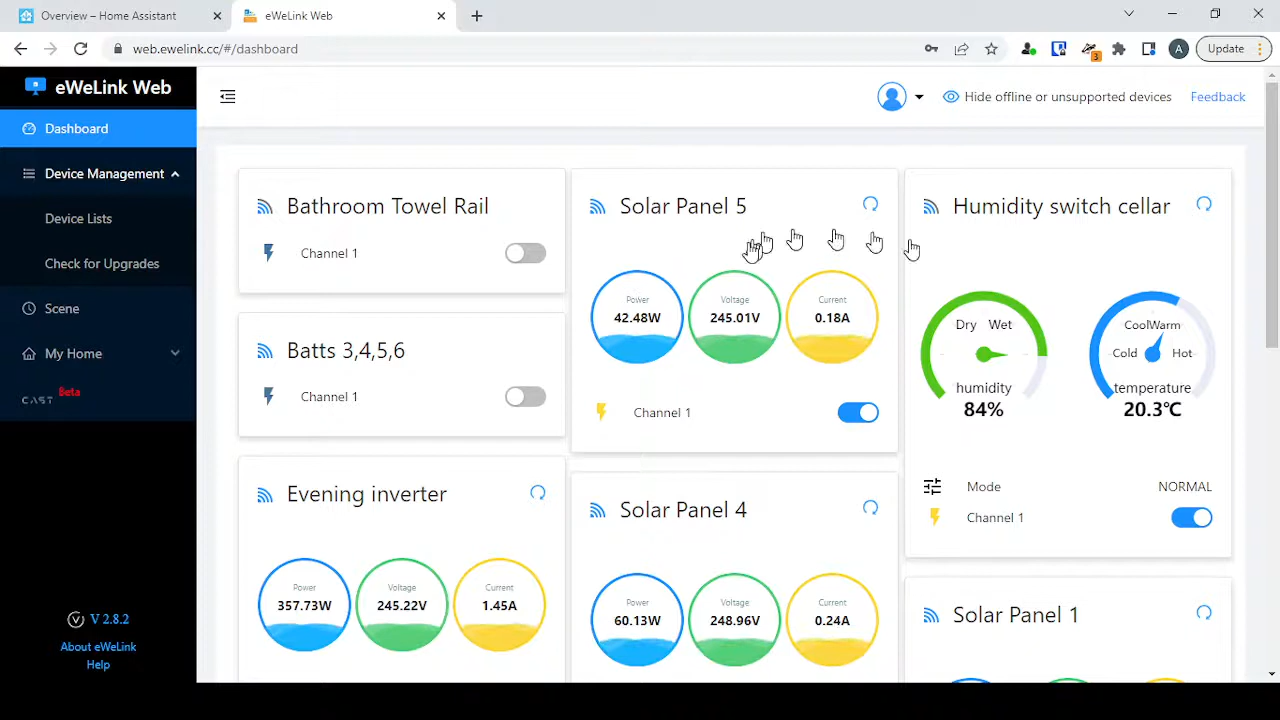 Overview – Home Assistant
eWeLink Web
web.ewelink.cc/#/dashboard
3
A
Update
eWeLink Web
Dashboard
Device Management
Device Lists
Check for Upgrades
Scene
My Home
CAST Beta
V 2.8.2
About eWeLink
Help
Hide offline or unsupported devices
Feedback
Bathroom Towel Rail
Channel 1
Batts 3,4,5,6
Channel 1
Evening inverter
Power
357.73W
Voltage
245.22V
Current
1.45A
Solar Panel 5
Power
42.48W
Voltage
245.01V
Current
0.18A
Channel 1
Solar Panel 4
Power
60.13W
Voltage
248.96V
Current
0.24A
Humidity switch cellar
Dry Wet
humidity
84%
CoolWarm
Cold Hot
temperature
20.3℃
Mode NORMAL
Channel 1
Solar Panel 1